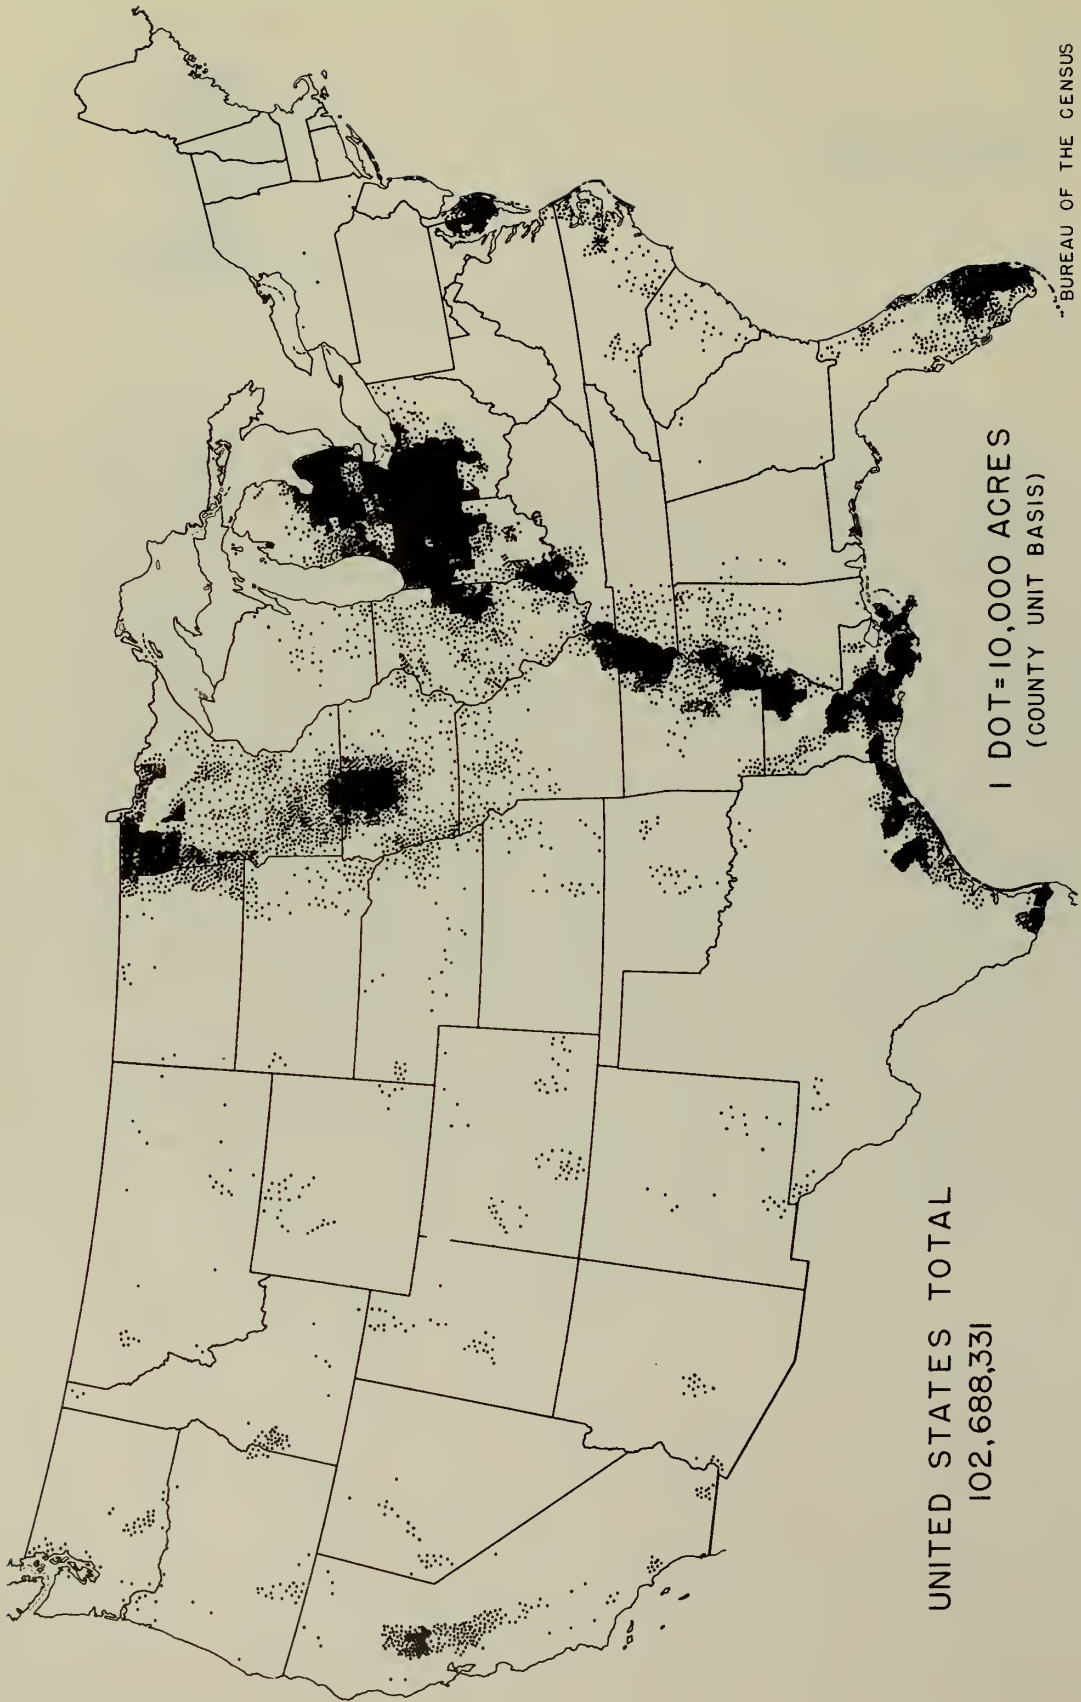 UNITED STATES TOTAL
102,688,331
1 DOT = 10,000 ACRES
(COUNTY UNIT BASIS)
BUREAU OF THE CENSUS